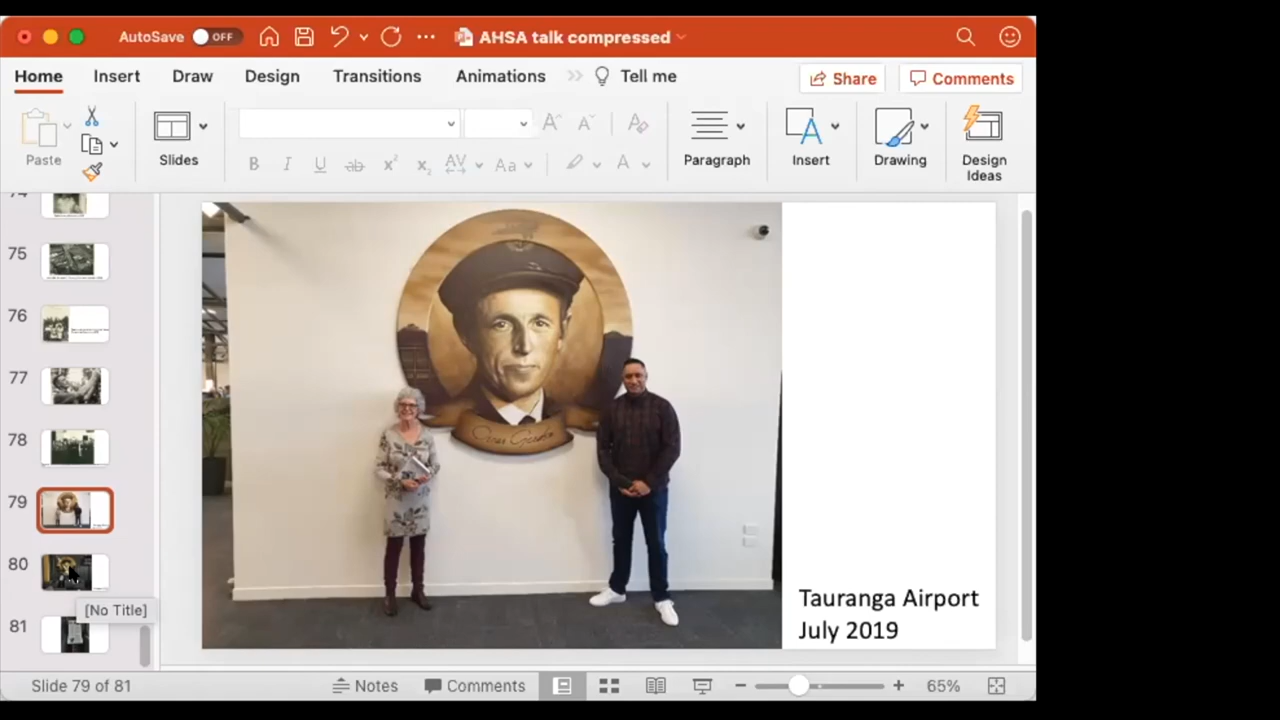 AutoSave OFF AHSA talk compressed
Home Insert Draw Design Transitions Animations Tell me Share Comments
Paste Slides Paragraph Insert Drawing Design
Ideas
75
76
77
78
79
80
[No Title]
81
Tauranga Airport
July 2019
Slide 79 of 81 Notes Comments 65%